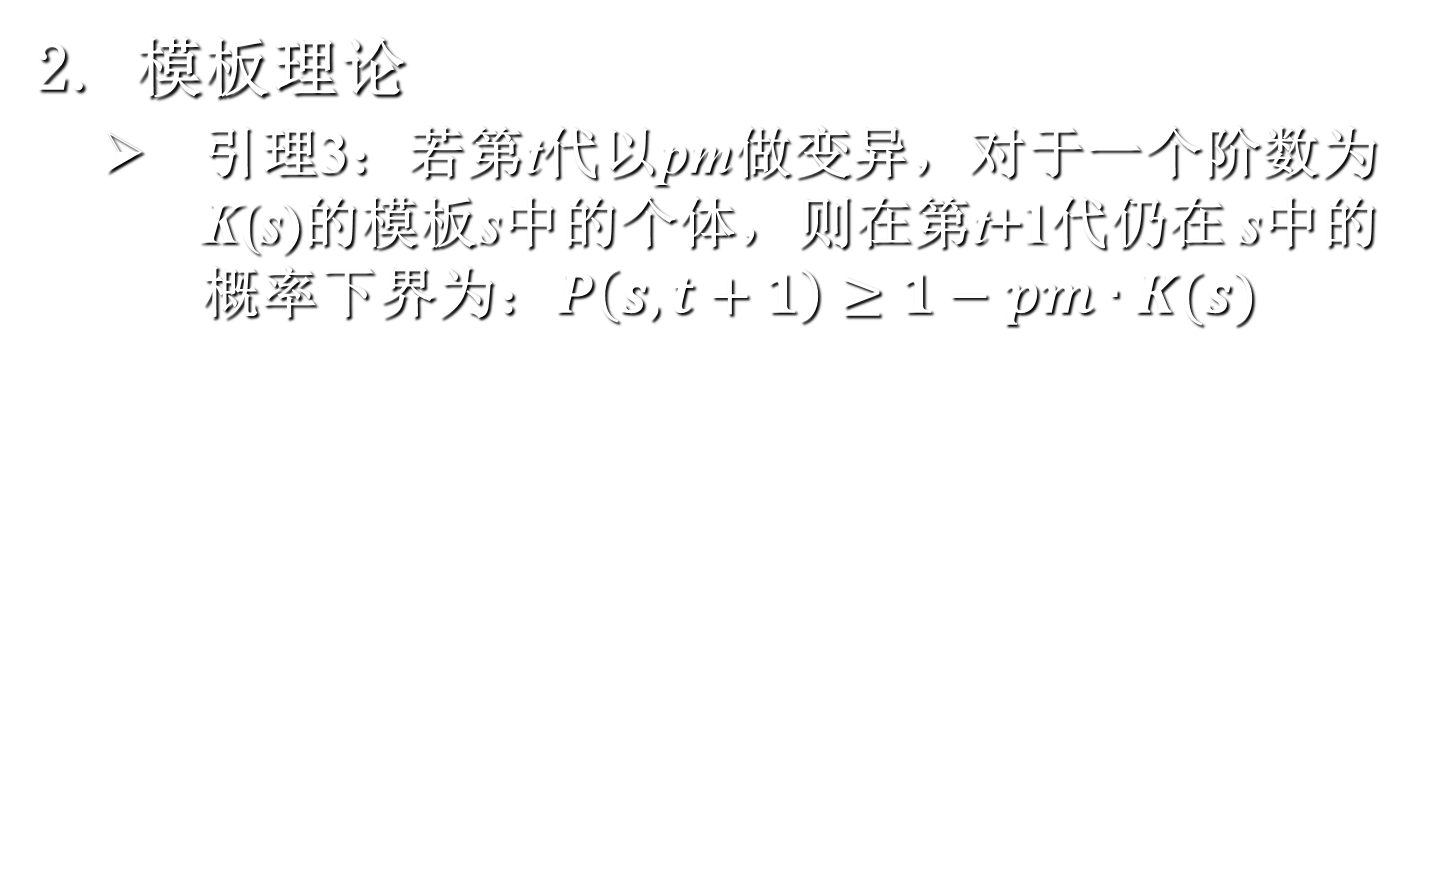 2. 模板理论
➢ 引理3：若第t代以pm做变异，对于一个阶数为
K(s)的模板s中的个体，则在第t+1代仍在 s中的
概率下界为：P(s, t + 1) ≥ 1 − pm · K(s)